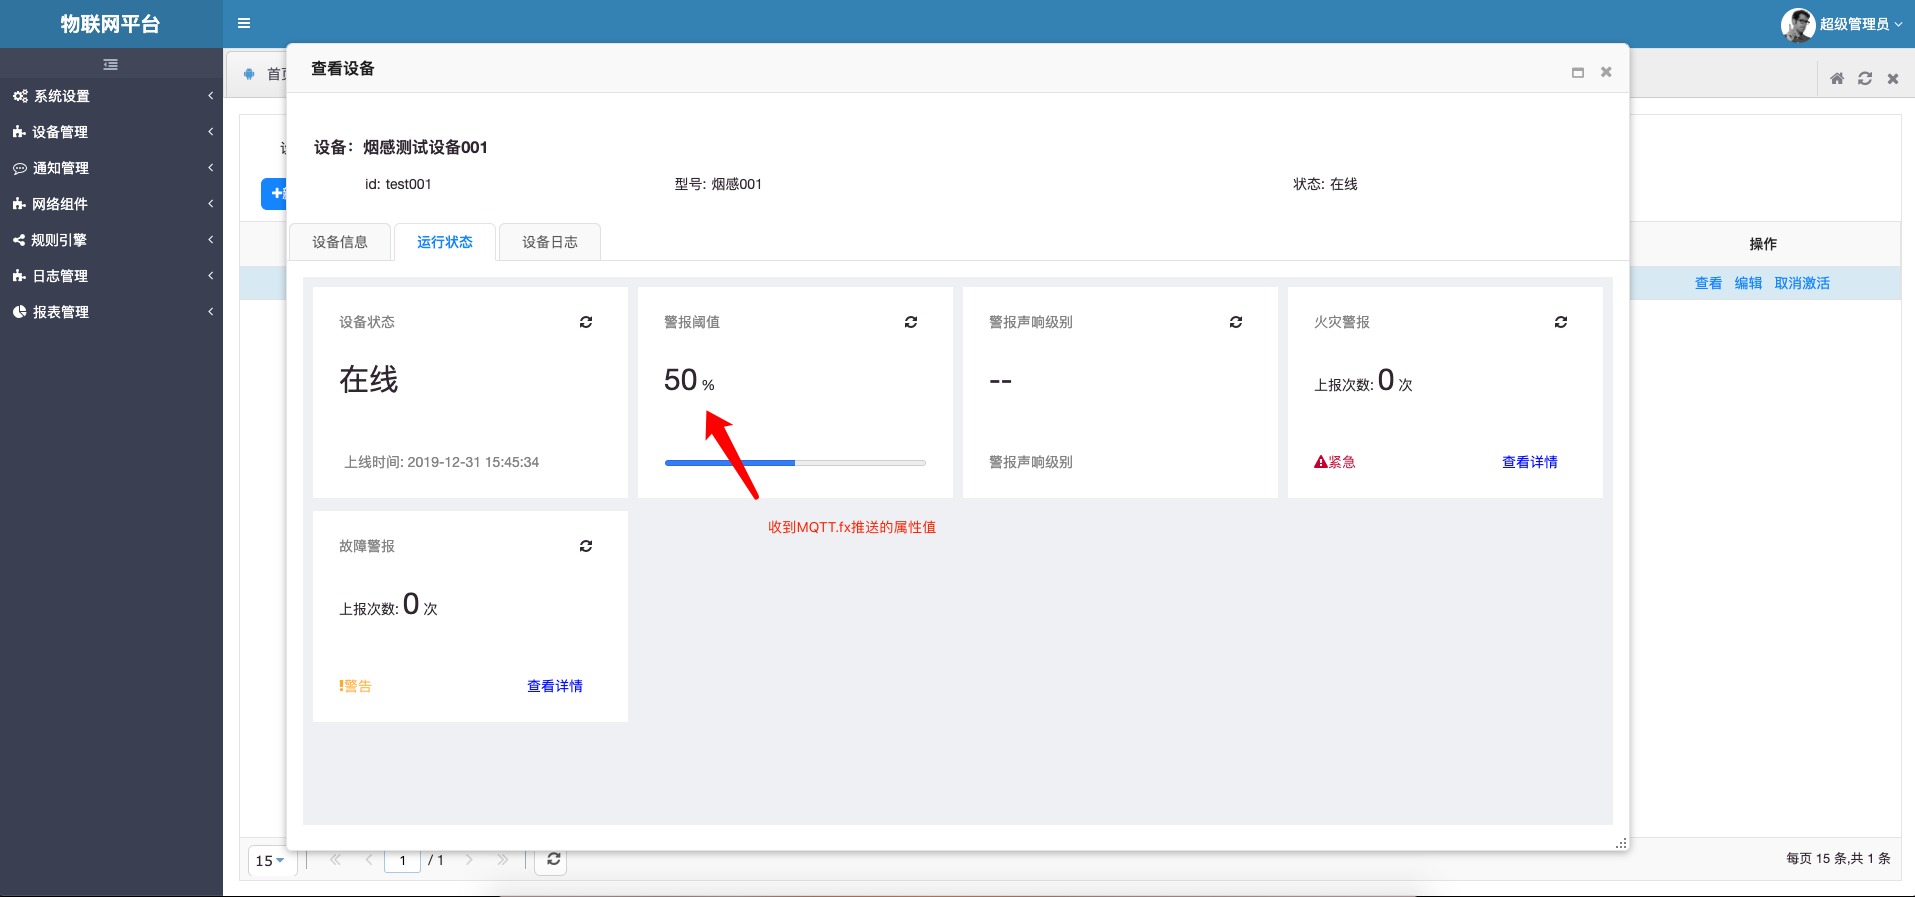 物联网平台
超级管理员
系统设置
设备管理
通知管理
网络组件
规则引擎
日志管理
报表管理
首
查看设备
设备：烟感测试设备001
id: test001
型号: 烟感001
状态: 在线
设备信息
运行状态
设备日志
操作
查看 编辑 取消激活
设备状态
在线
上线时间: 2019-12-31 15:45:34
警报阈值
50 %
警报声响级别
--
警报声响级别
火灾警报
上报次数: 0 次
紧急
查看详情
收到MQTT.fx推送的属性值
故障警报
上报次数: 0 次
警告
查看详情
15
1 / 1
每页 15 条,共 1 条